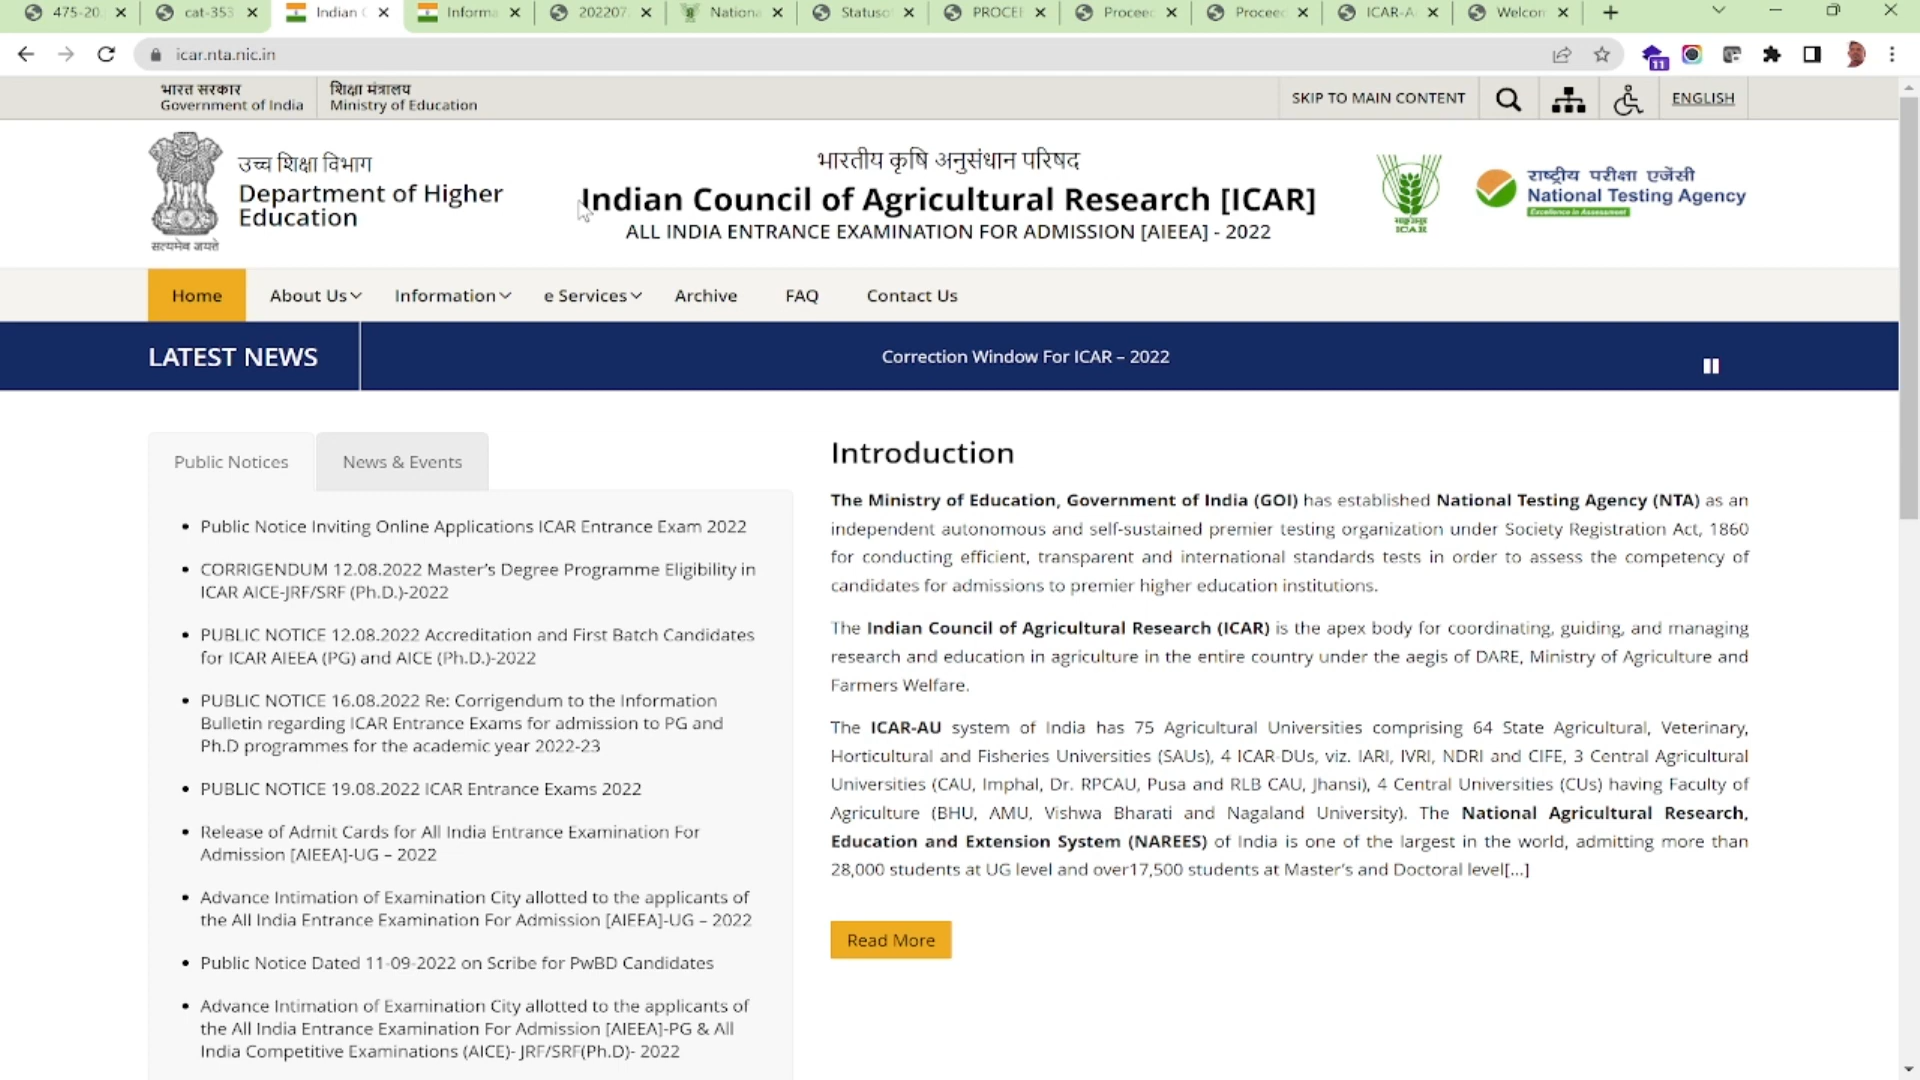 475-20
cat-353
Indian
Informa
202207
Nationa
Statuso
PROCE
Proceed
Proceed
ICAR-A
Welcom
icar.nta.nic.in
11
भारत सरकार
Government of India
शिक्षा मंत्रालय
Ministry of Education
SKIP TO MAIN CONTENT
ENGLISH
उच्च शिक्षा विभाग
Department of Higher
Education
सत्यमेव जयते
भारतीय कृषि अनुसंधान परिषद
Indian Council of Agricultural Research [ICAR]
ALL INDIA ENTRANCE EXAMINATION FOR ADMISSION [AIEEA] - 2022
ICAR
राष्ट्रीय परीक्षा एजेंसी
National Testing Agency
Excellence in Assessment
Home
About Us
Information
e Services
Archive
FAQ
Contact Us
LATEST NEWS
Correction Window For ICAR – 2022
Public Notices
News & Events
• Public Notice Inviting Online Applications ICAR Entrance Exam 2022
• CORRIGENDUM 12.08.2022 Master's Degree Programme Eligibility in
ICAR AICE-JRF/SRF (Ph.D.)-2022
• PUBLIC NOTICE 12.08.2022 Accreditation and First Batch Candidates
for ICAR AIEEA (PG) and AICE (Ph.D.)-2022
• PUBLIC NOTICE 16.08.2022 Re: Corrigendum to the Information
Bulletin regarding ICAR Entrance Exams for admission to PG and
Ph.D programmes for the academic year 2022-23
• PUBLIC NOTICE 19.08.2022 ICAR Entrance Exams 2022
• Release of Admit Cards for All India Entrance Examination For
Admission [AIEEA]-UG – 2022
• Advance Intimation of Examination City allotted to the applicants of
the All India Entrance Examination For Admission [AIEEA]-UG – 2022
• Public Notice Dated 11-09-2022 on Scribe for PwBD Candidates
• Advance Intimation of Examination City allotted to the applicants of
the All India Entrance Examination For Admission [AIEEA]-PG & All
India Competitive Examinations (AICE)- JRF/SRF(Ph.D)- 2022
Introduction
The Ministry of Education, Government of India (GOI) has established National Testing Agency (NTA) as an
independent autonomous and self-sustained premier testing organization under Society Registration Act, 1860
for conducting efficient, transparent and international standards tests in order to assess the competency of
candidates for admissions to premier higher education institutions.
The Indian Council of Agricultural Research (ICAR) is the apex body for coordinating, guiding, and managing
research and education in agriculture in the entire country under the aegis of DARE, Ministry of Agriculture and
Farmers Welfare.
The ICAR-AU system of India has 75 Agricultural Universities comprising 64 State Agricultural, Veterinary,
Horticultural and Fisheries Universities (SAUs), 4 ICAR-DUs, viz. IARI, IVRI, NDRI and CIFE, 3 Central Agricultural
Universities (CAU, Imphal, Dr. RPCAU, Pusa and RLB CAU, Jhansi), 4 Central Universities (CUs) having Faculty of
Agriculture (BHU, AMU, Vishwa Bharati and Nagaland University). The National Agricultural Research,
Education and Extension System (NAREES) of India is one of the largest in the world, admitting more than
28,000 students at UG level and over17,500 students at Master's and Doctoral level[...]
Read More